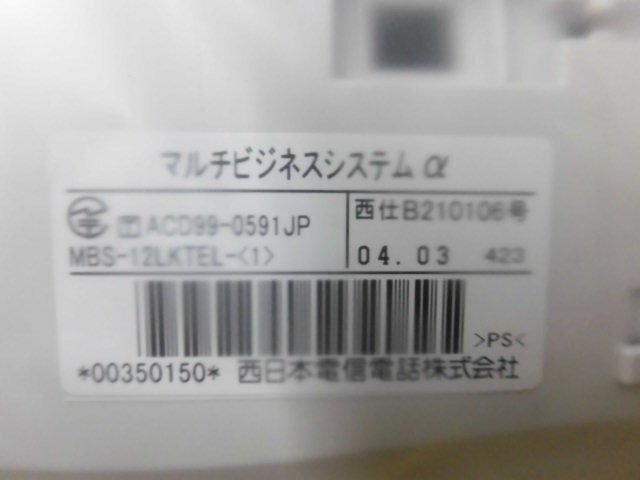 マルチビジネスシステム α
ACD99-0591JP
MBS-12LKTEL-<1>
西仕B210106号
04.03 423
>PS<
*00350150* 西日本電信電話株式会社